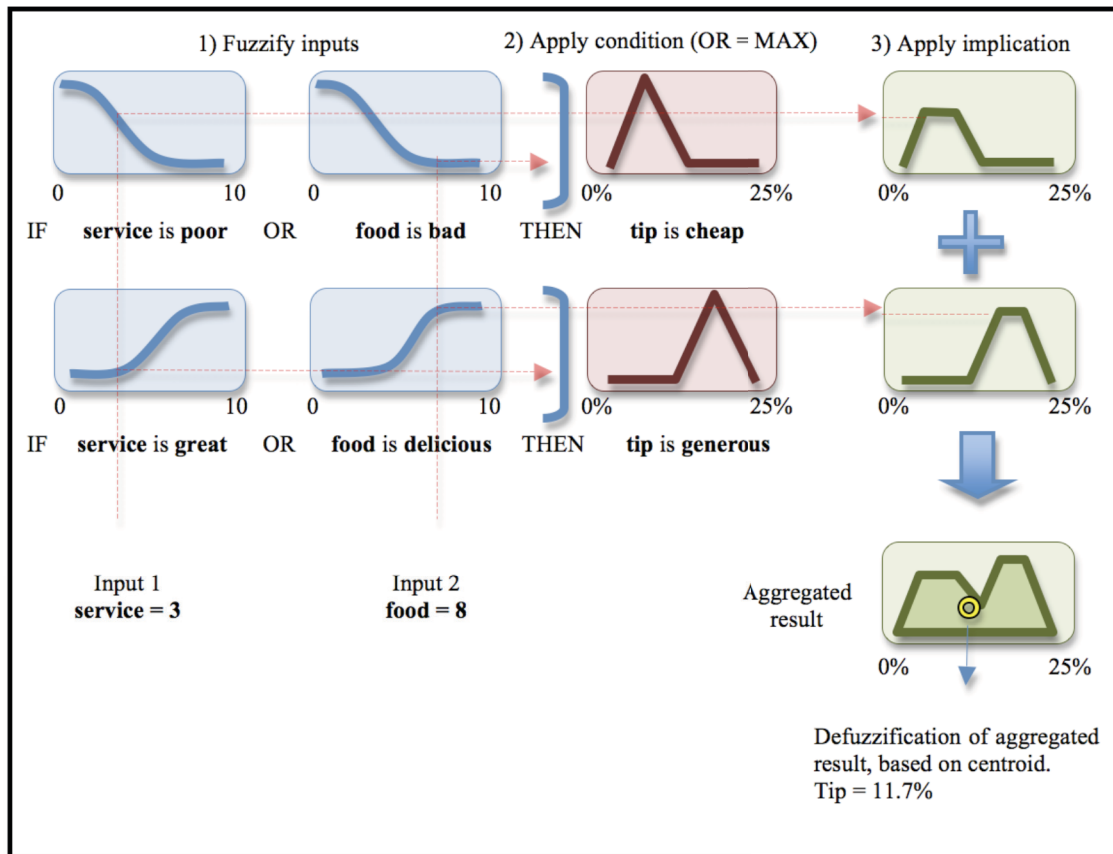 1) Fuzzify inputs
2) Apply condition (OR = MAX)
3) Apply implication
0 10
0 10
0% 25%
0% 25%
IF service is poor OR food is bad THEN tip is cheap
0 10
0 10
0% 25%
0% 25%
IF service is great OR food is delicious THEN tip is generous
Input 1
service = 3
Input 2
food = 8
Aggregated
result
0% 25%
Defuzzification of aggregated
result, based on centroid.
Tip = 11.7%